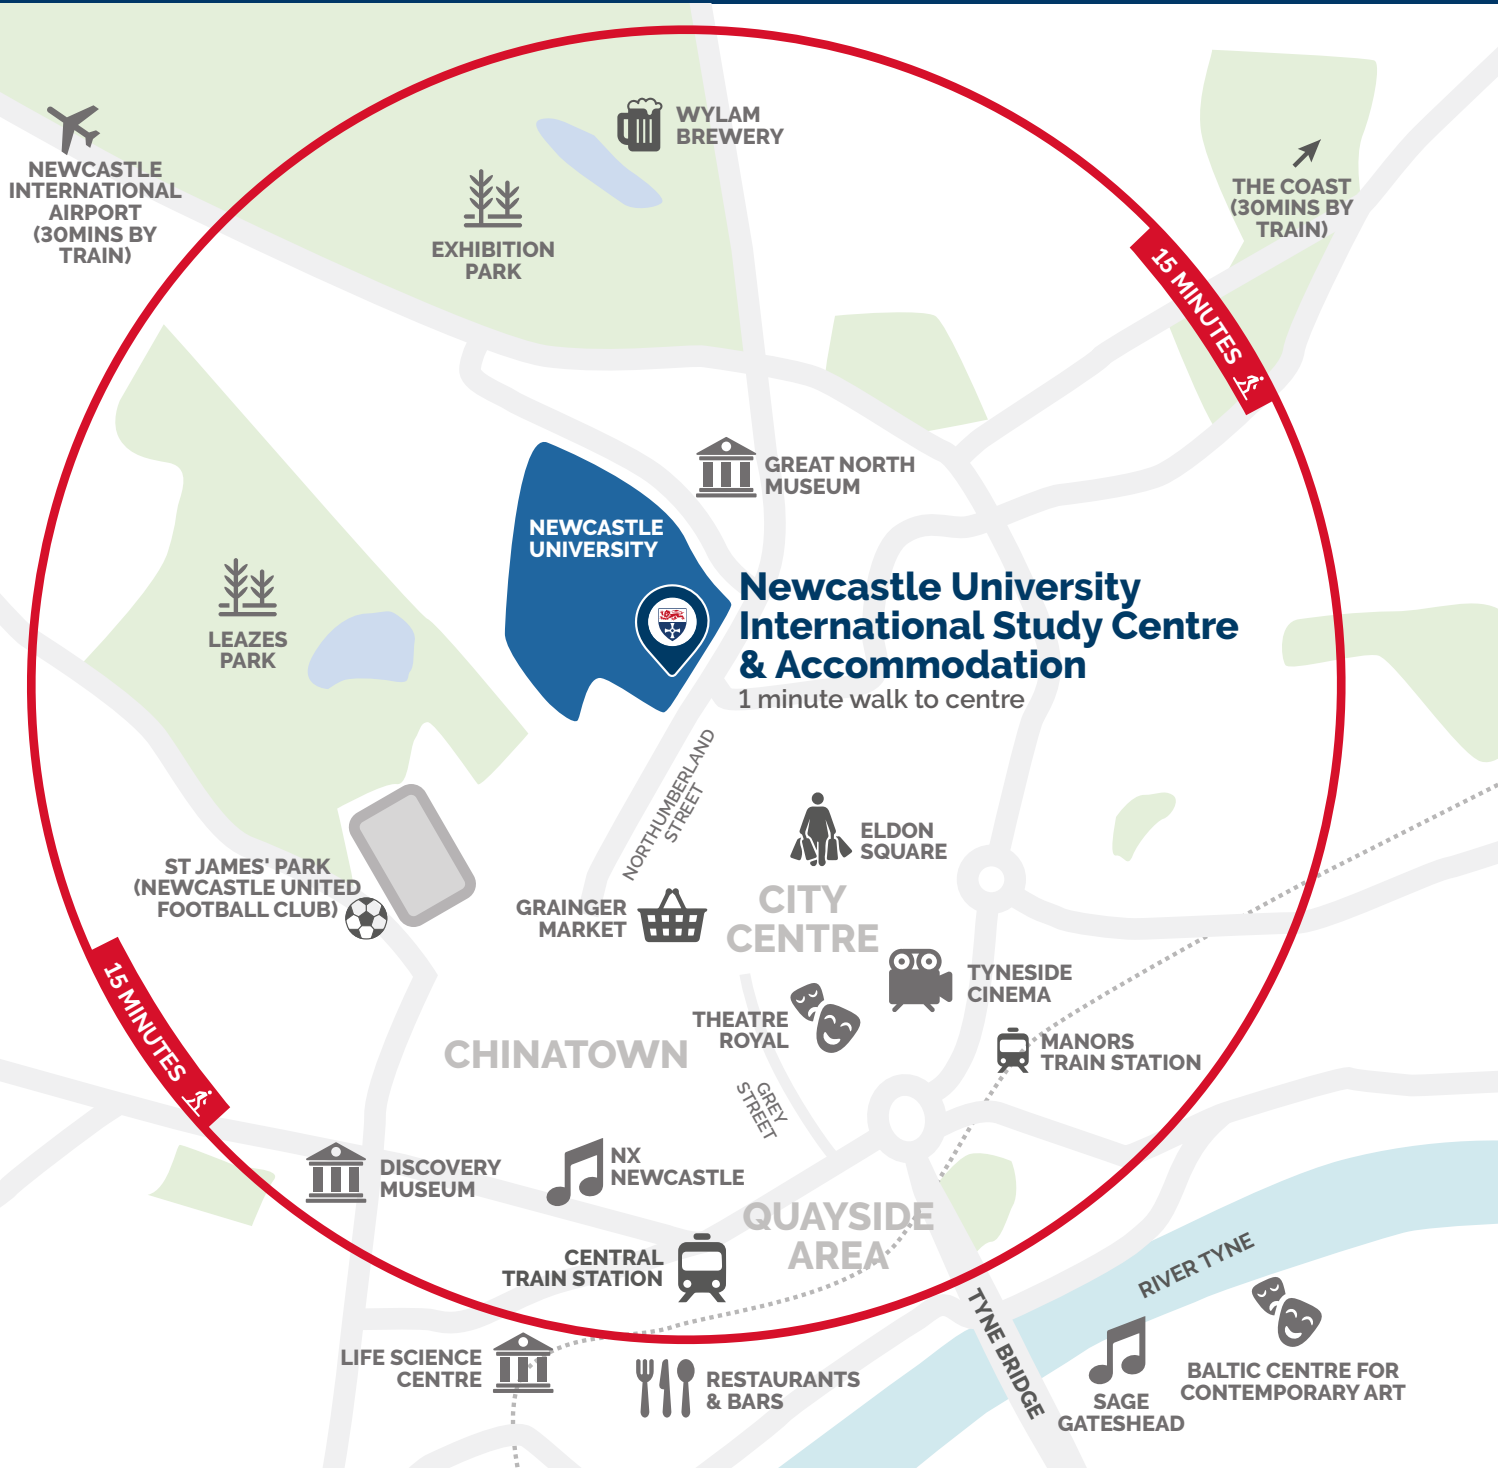 WYLAM
BREWERY
NEWCASTLE
INTERNATIONAL
AIRPORT
(30MINS BY
TRAIN)
THE COAST
(30MINS BY
TRAIN)
EXHIBITION
PARK
15 MINUTES
GREAT NORTH
MUSEUM
NEWCASTLE
UNIVERSITY
Newcastle University
International Study Centre
& Accommodation
1 minute walk to centre
LEAZES
PARK
NORTHUMBERLAND
STREET
ELDON
SQUARE
ST JAMES' PARK
(NEWCASTLE UNITED
FOOTBALL CLUB)
GRAINGER
MARKET
CITY
CENTRE
TYNESIDE
CINEMA
THEATRE
ROYAL
MANORS
TRAIN STATION
15 MINUTES
CHINATOWN
GREY
STREET
DISCOVERY
MUSEUM
NX
NEWCASTLE
QUAYSIDE
AREA
CENTRAL
TRAIN STATION
RIVER TYNE
TYNE BRIDGE
LIFE SCIENCE
CENTRE
RESTAURANTS
& BARS
SAGE
GATESHEAD
BALTIC CENTRE FOR
CONTEMPORARY ART